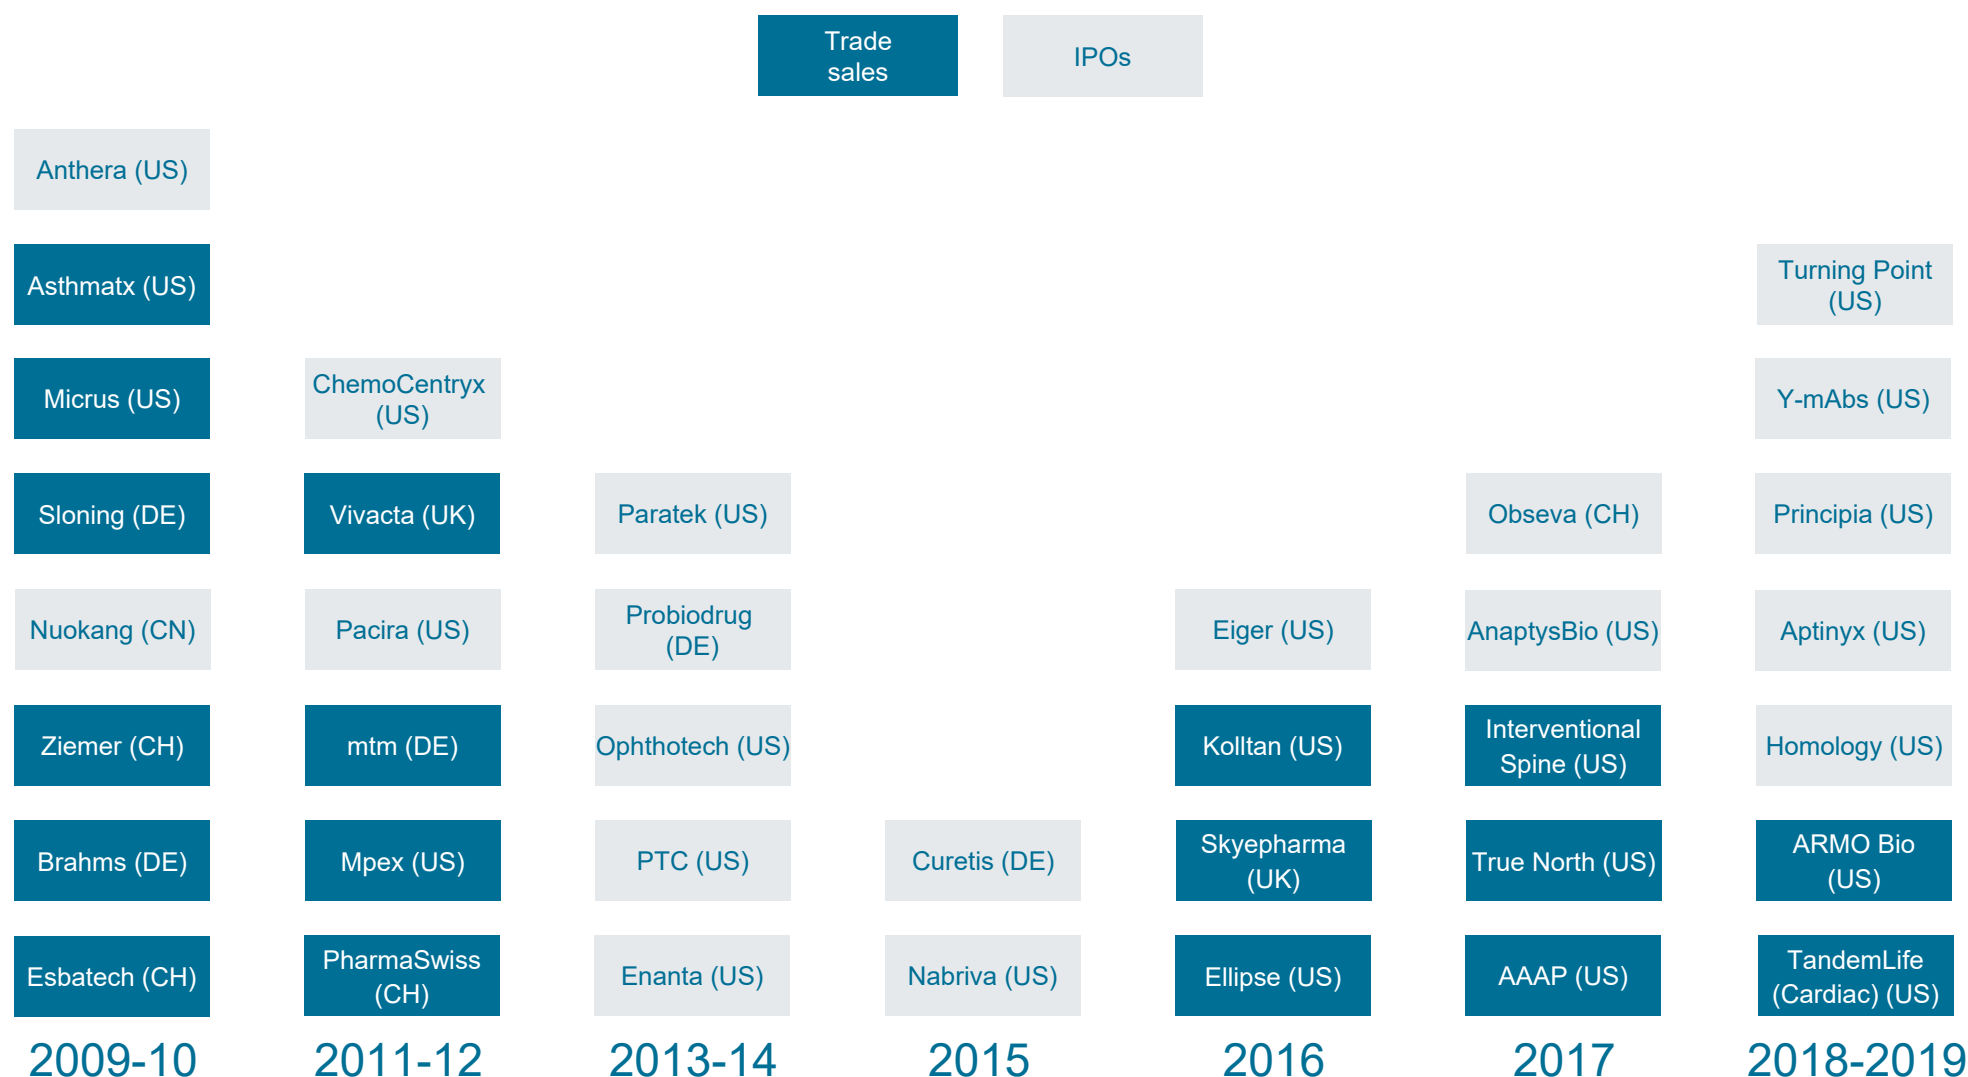 Trade
sales
IPOs
Anthera (US)
Asthmatx (US)
Turning Point
(US)
Micrus (US)
ChemoCentryx
(US)
Y-mAbs (US)
Sloning (DE)
Vivacta (UK)
Paratek (US)
Obseva (CH)
Principia (US)
Nuokang (CN)
Pacira (US)
Probiodrug
(DE)
Eiger (US)
AnaptysBio (US)
Aptinyx (US)
Ziemer (CH)
mtm (DE)
Ophthotech (US)
Kolltan (US)
Interventional
Spine (US)
Homology (US)
Brahms (DE)
Mpex (US)
PTC (US)
Curetis (DE)
Skyepharma
(UK)
True North (US)
ARMO Bio
(US)
Esbatech (CH)
PharmaSwiss
(CH)
Enanta (US)
Nabriva (US)
Ellipse (US)
AAAP (US)
TandemLife
(Cardiac) (US)
2009-10
2011-12
2013-14
2015
2016
2017
2018-2019